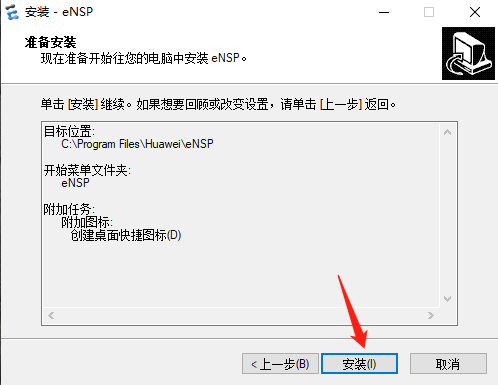 安装 - eNSP
准备安装
现在准备开始往您的电脑中安装 eNSP。
单击 [安装] 继续。如果想要回顾或改变设置，请单击 [上一步] 返回。
目标位置:
C:\Program Files\Huawei\eNSP
开始菜单文件夹:
eNSP
附加任务:
附加图标:
创建桌面快捷图标(D)
< 上一步(B)
安装(I)
取消